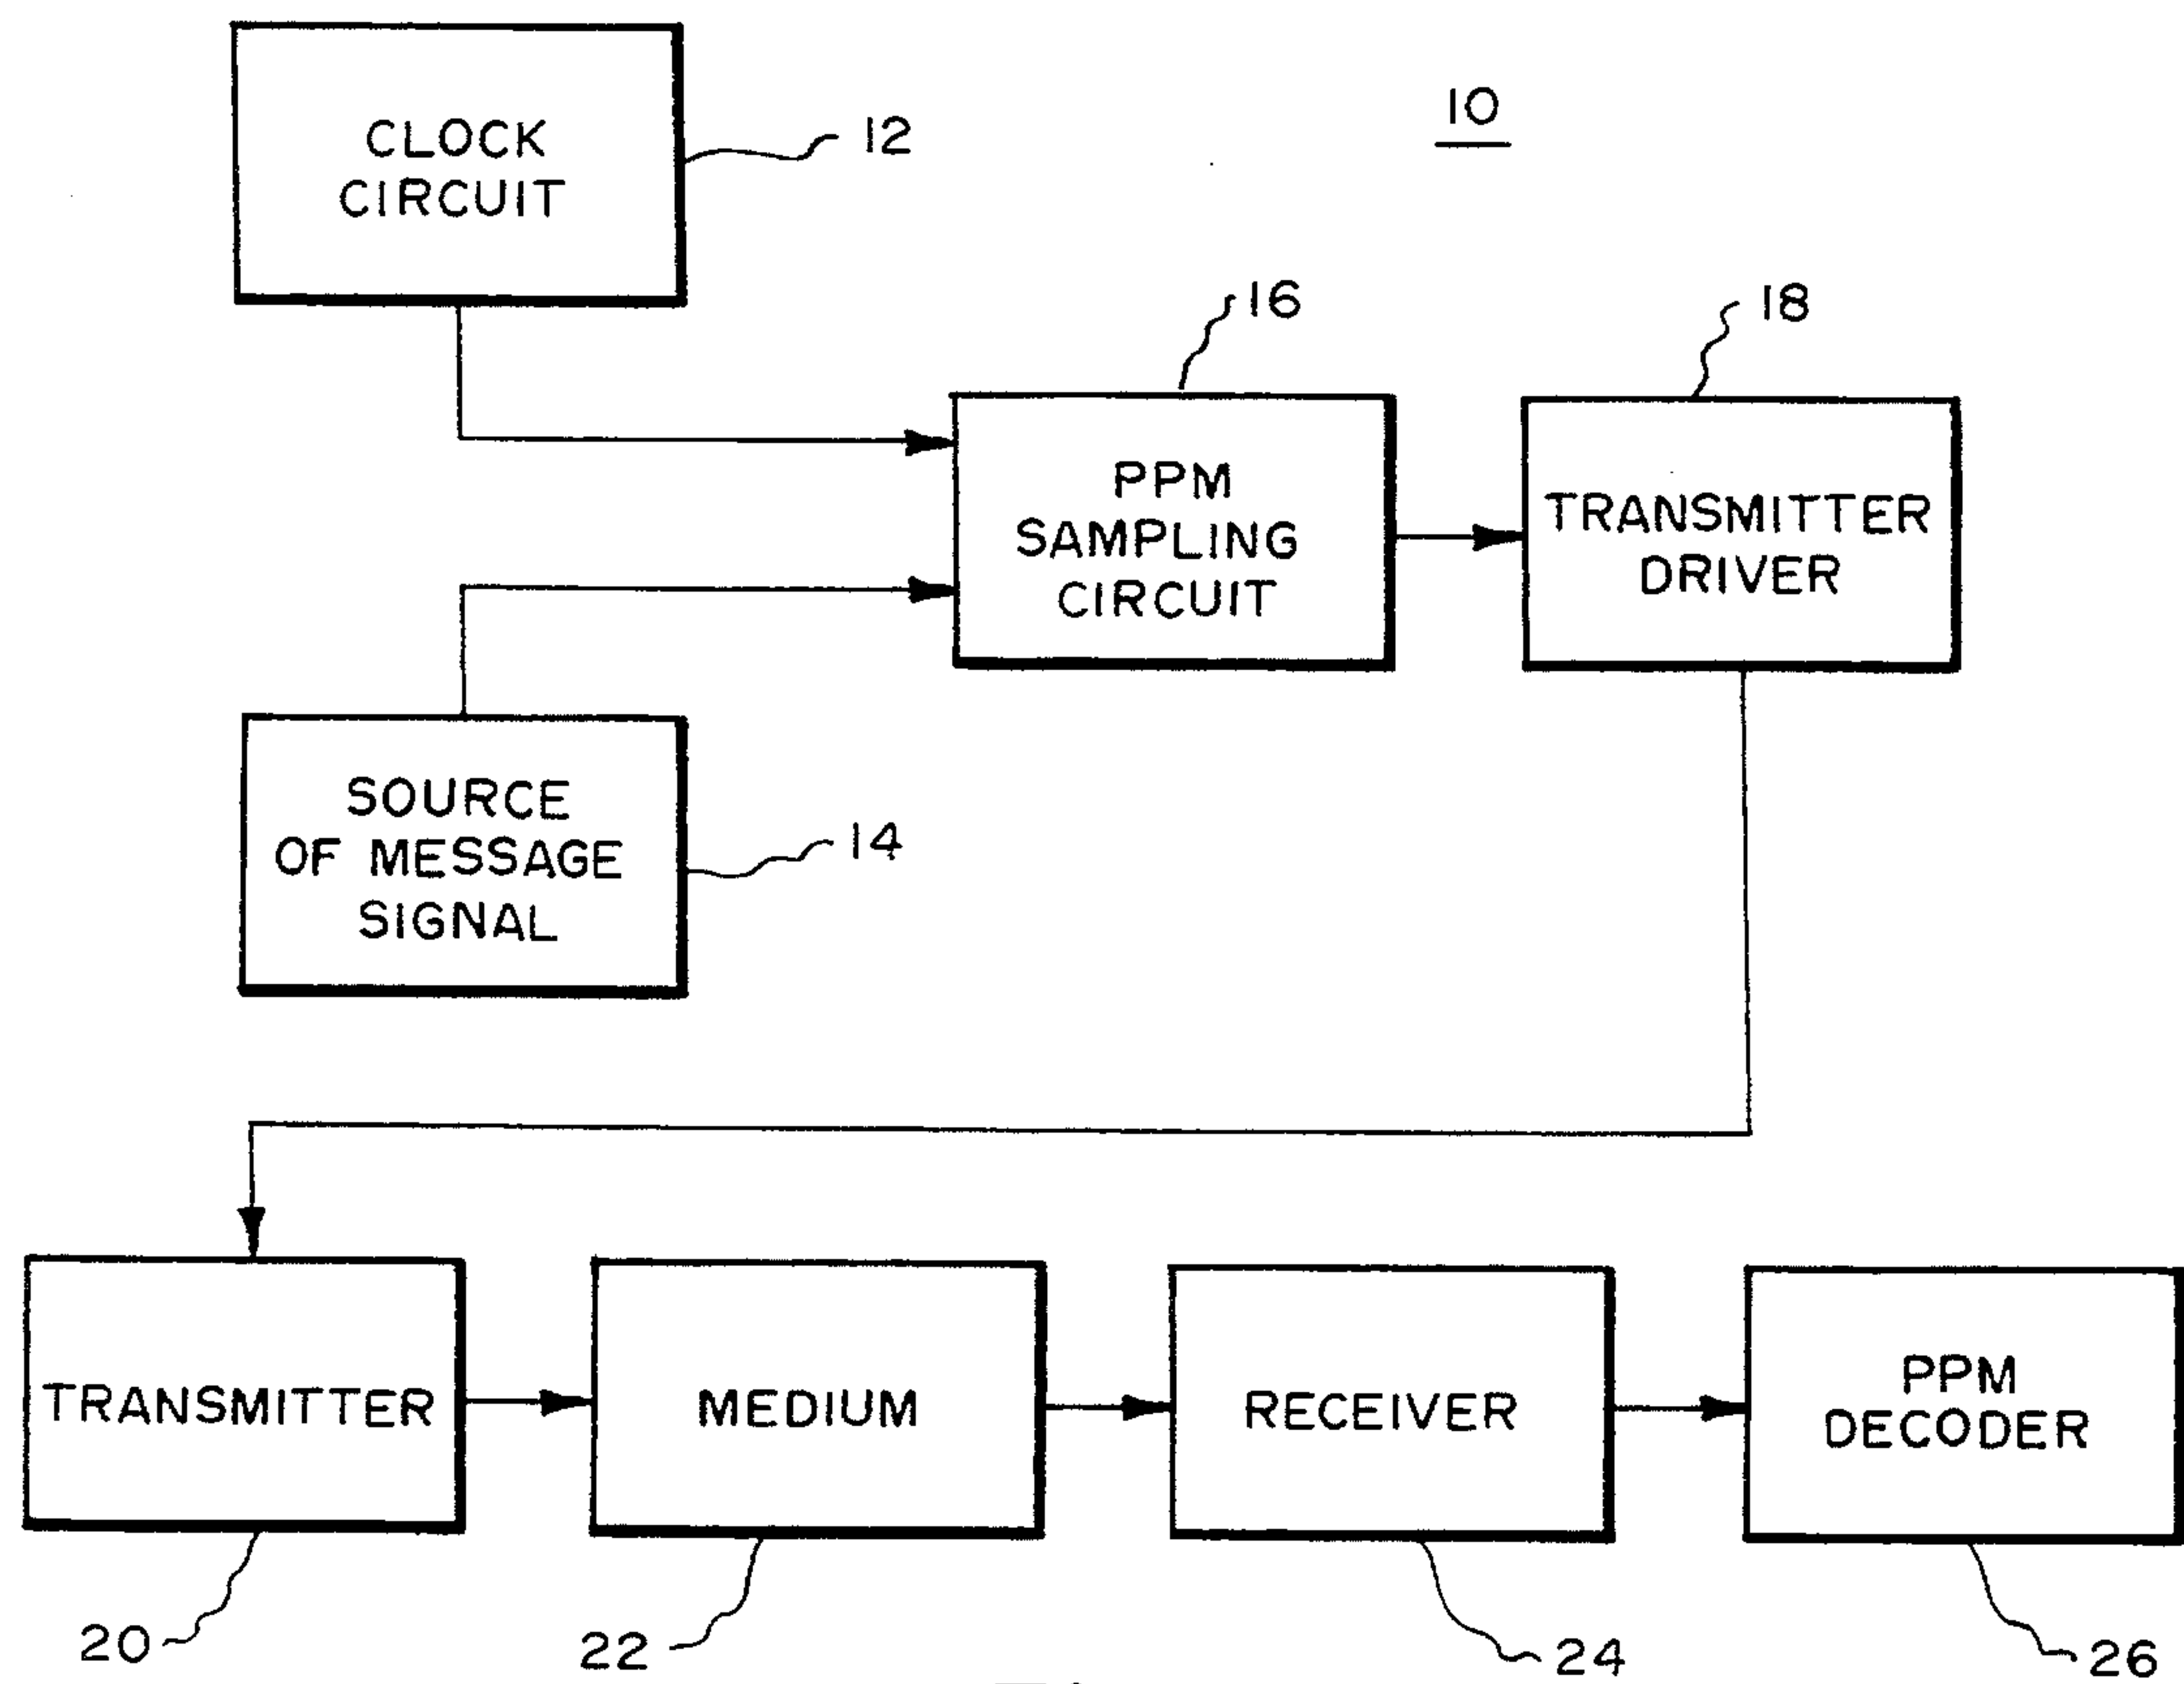 CLOCK
CIRCUIT
12
10
16
18
PPM
SAMPLING
CIRCUIT
TRANSMITTER
DRIVER
SOURCE
OF MESSAGE
SIGNAL
14
TRANSMITTER
MEDIUM
RECEIVER
PPM
DECODER
20
22
24
26